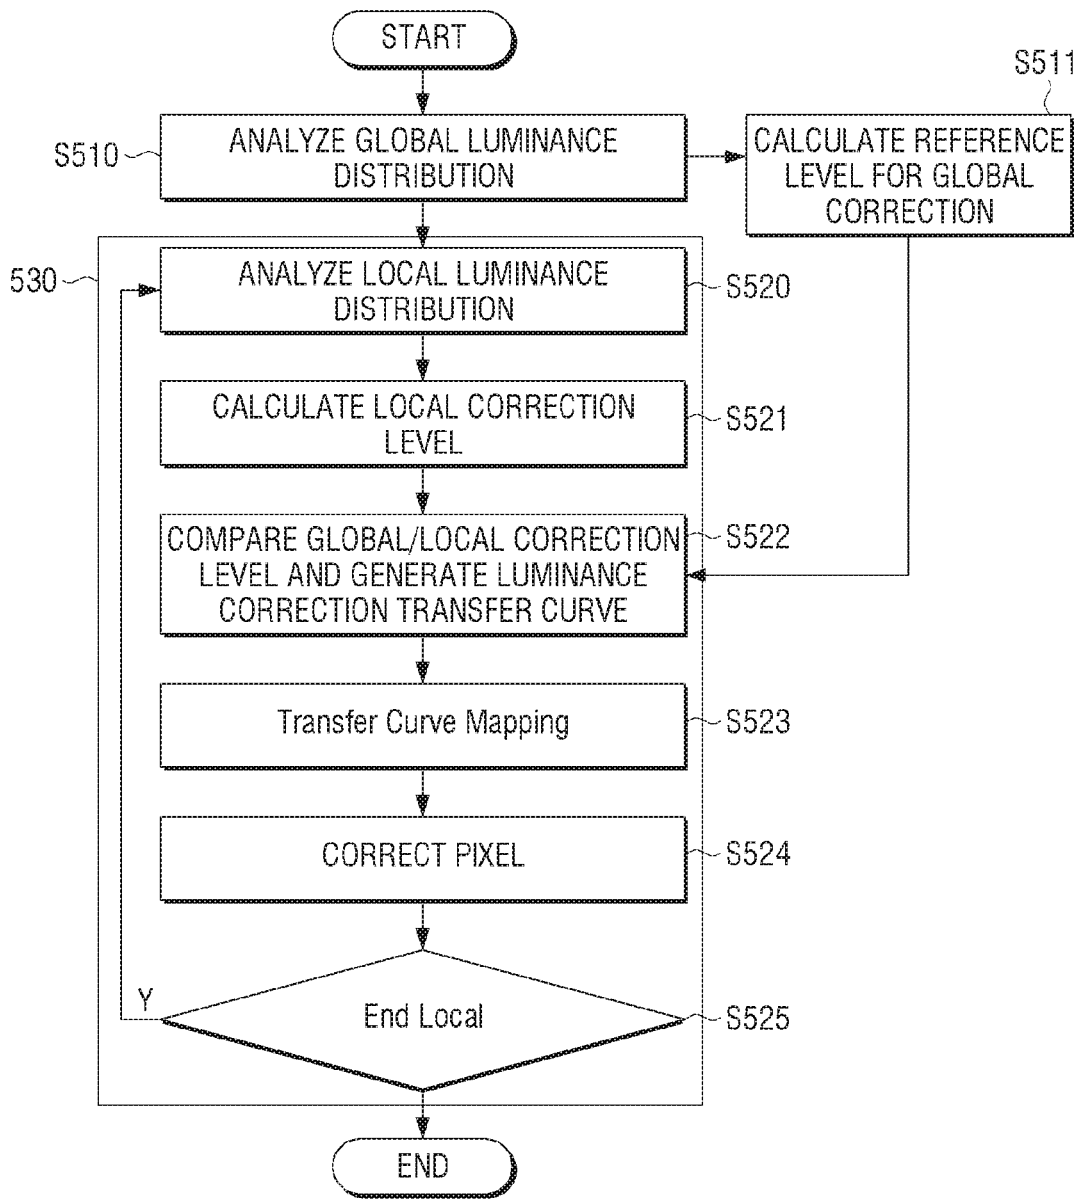 START
S511
S510
ANALYZE GLOBAL LUMINANCE
DISTRIBUTION
CALCULATE REFERENCE
LEVEL FOR GLOBAL
CORRECTION
530
ANALYZE LOCAL LUMINANCE
DISTRIBUTION
S520
CALCULATE LOCAL CORRECTION
LEVEL
S521
COMPARE GLOBAL/LOCAL CORRECTION
LEVEL AND GENERATE LUMINANCE
CORRECTION TRANSFER CURVE
S522
Transfer Curve Mapping
S523
CORRECT PIXEL
S524
Y
End Local
S525
END